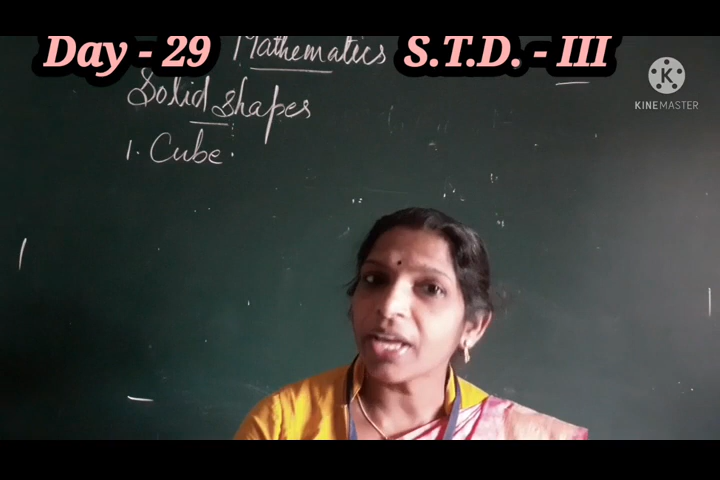 Day - 29 Mathematics S.T.D. - III
KINEMASTER
Solid shapes
1. Cube.